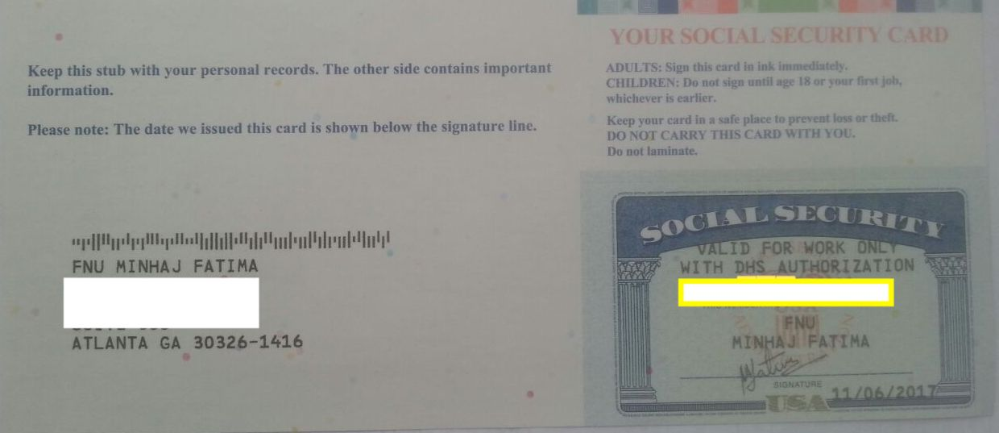 Keep this stub with your personal records. The other side contains important
information.
Please note: The date we issued this card is shown below the signature line.
FNU MINHAJ FATIMA
ATLANTA GA 30326-1416
YOUR SOCIAL SECURITY CARD
ADULTS: Sign this card in ink immediately.
CHILDREN: Do not sign until age 18 or your first job,
whichever is earlier.
Keep your card in a safe place to prevent loss or theft.
DO NOT CARRY THIS CARD WITH YOU.
Do not laminate.
SOCIAL SECURITY
VALID FOR WORK ONLY
WITH DHS AUTHORIZATION
USA
FNU
MINHAJ FATIMA
SIGNATURE
USA 11/06/2017